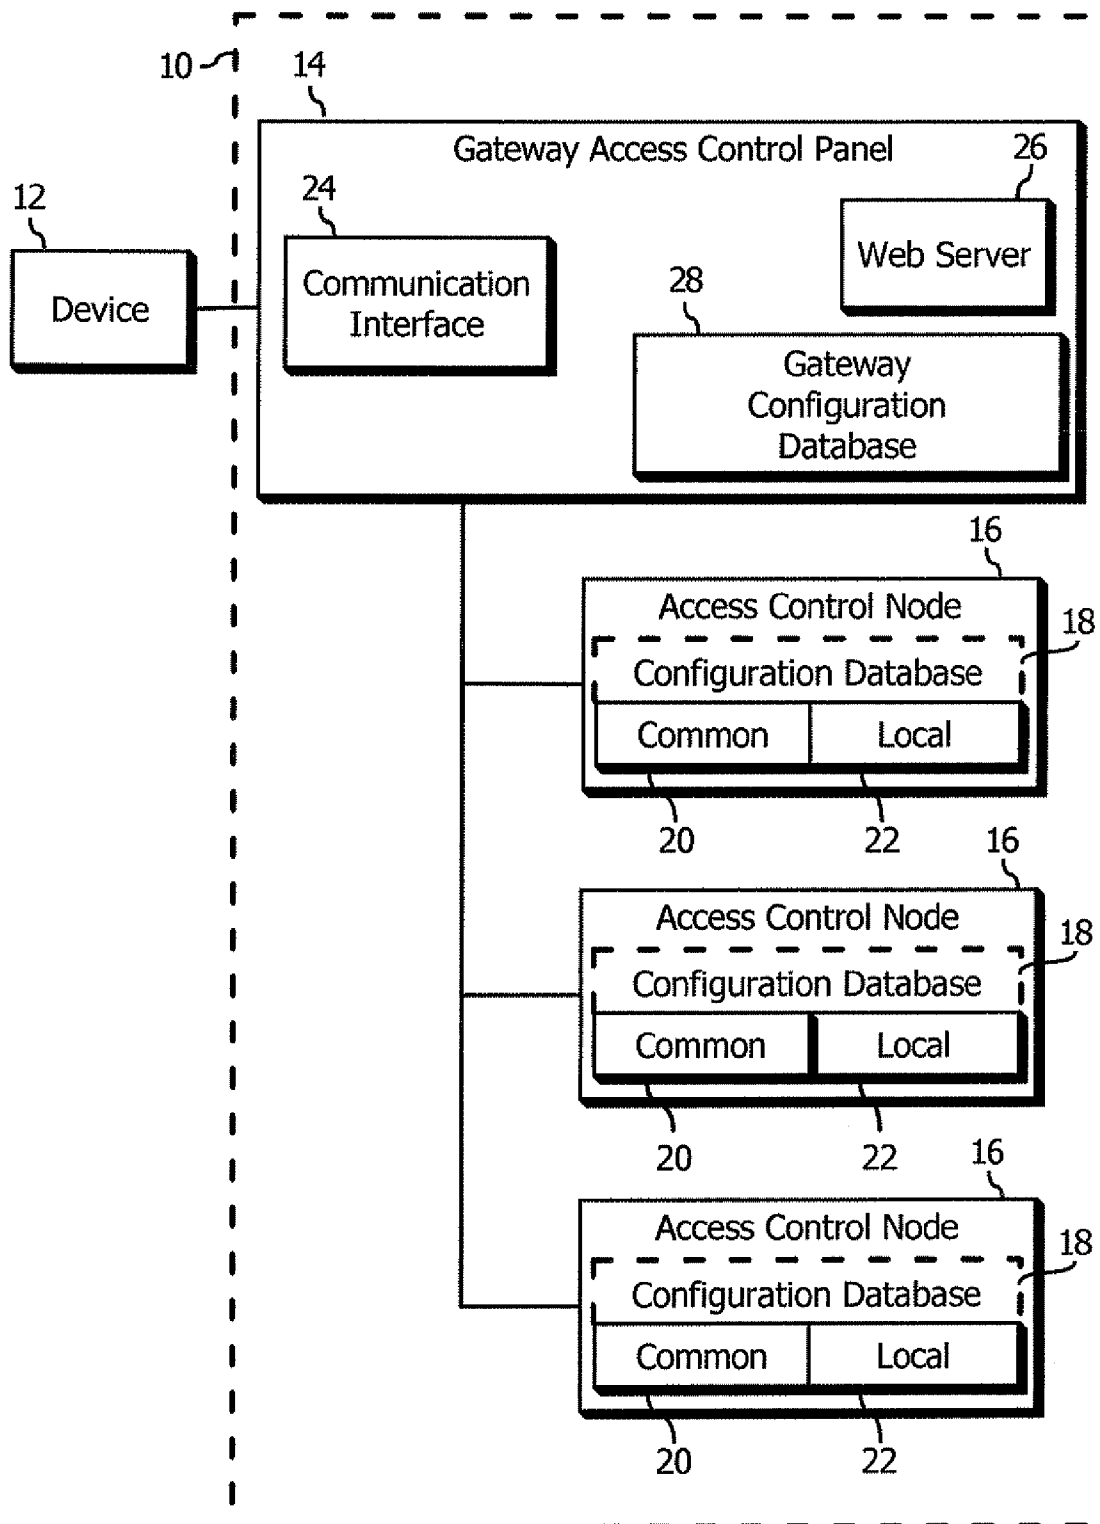 10
14
Gateway Access Control Panel
26
12
24
Web Server
Device
Communication
Interface
28
Gateway
Configuration
Database
16
Access Control Node
18
Configuration Database
Common
Local
20
22
16
Access Control Node
18
Configuration Database
Common
Local
20
22
16
Access Control Node
18
Configuration Database
Common
Local
20
22